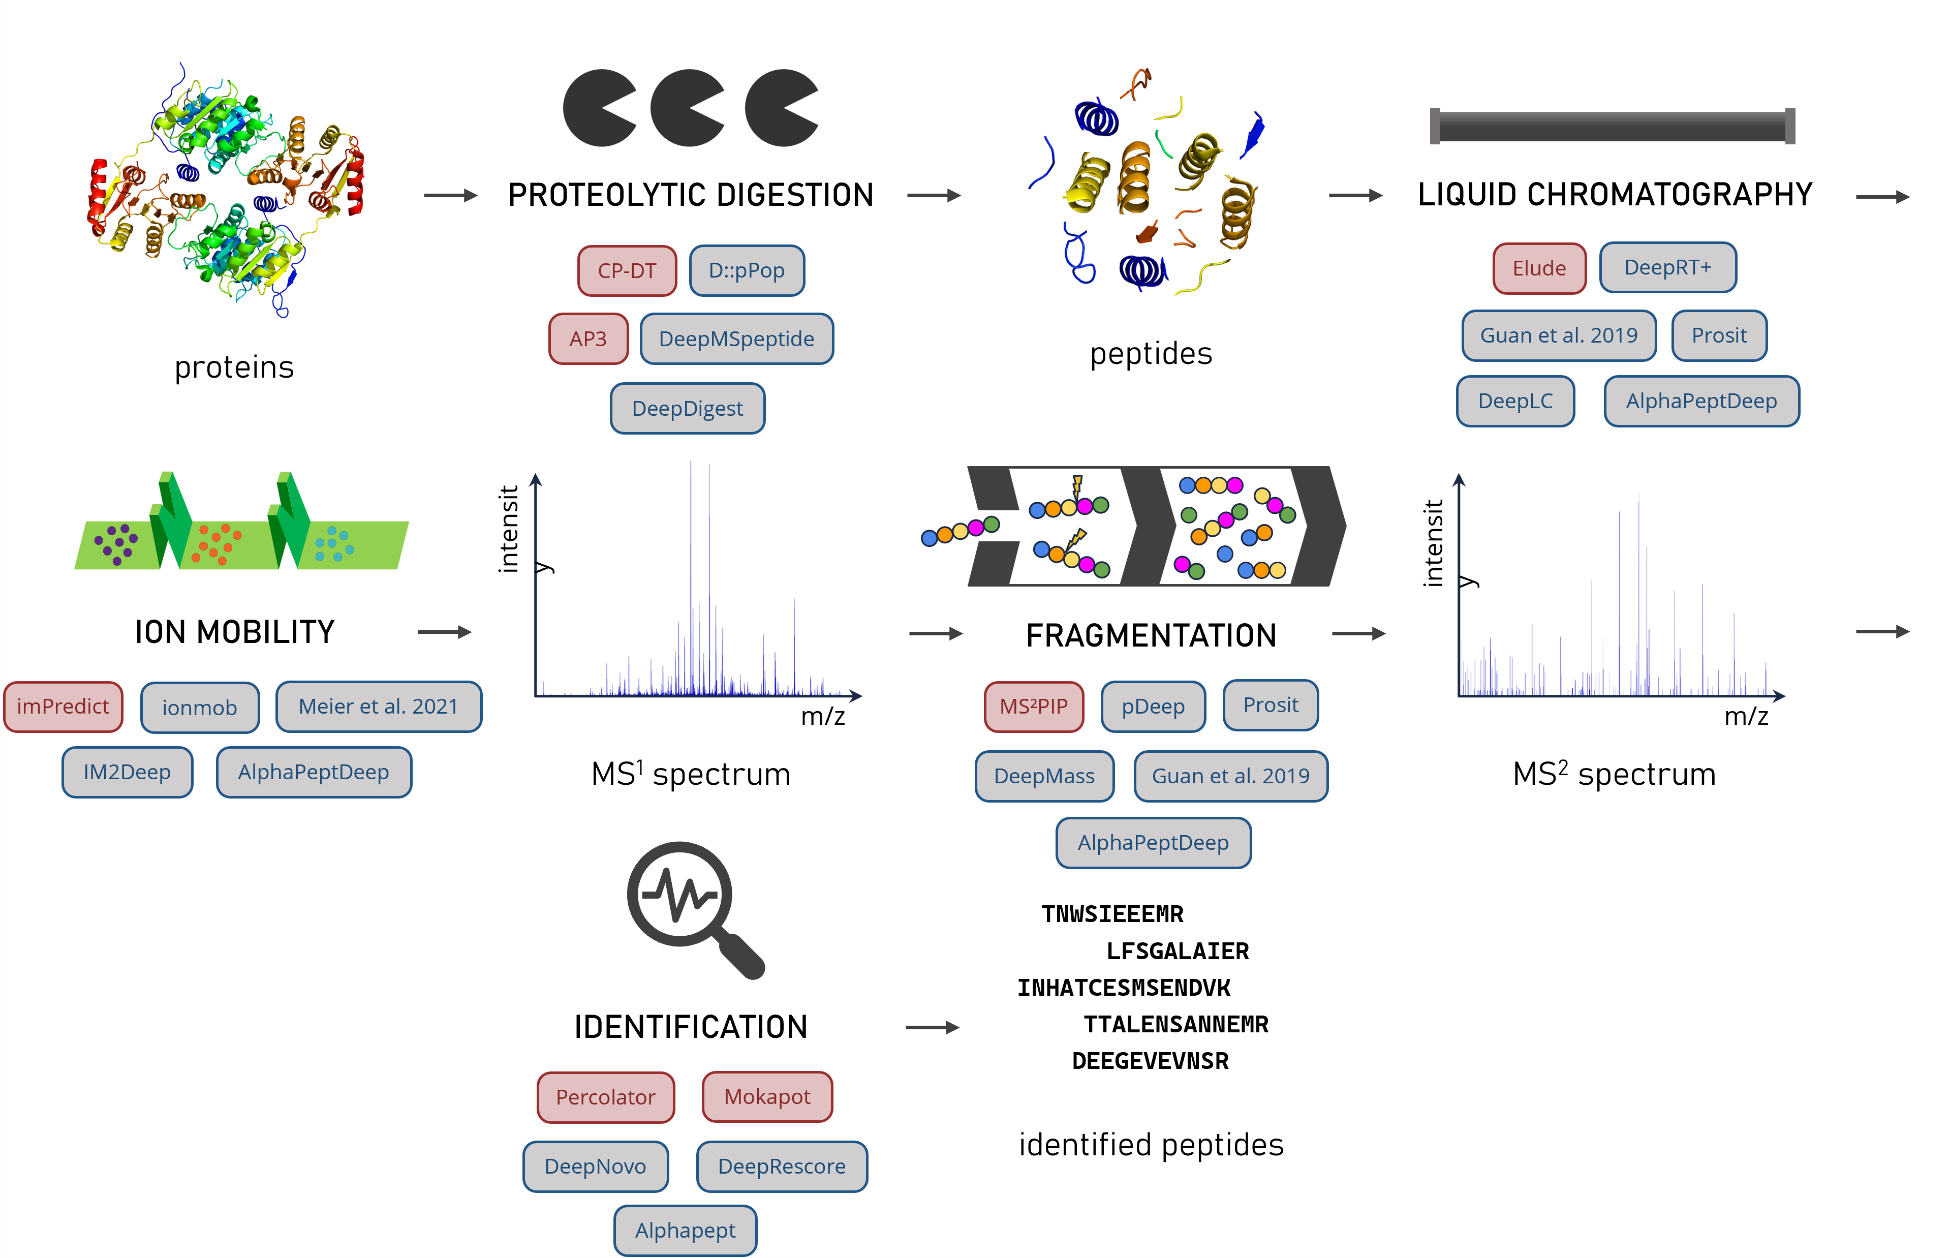 PROTEOLYTIC DIGESTION
LIQUID CHROMATOGRAPHY
CP-DT
D::pPop
Elude
DeepRT+
AP3
DeepMSpeptide
Guan et al. 2019
Prosit
proteins
peptides
DeepDigest
DeepLC
AlphaPeptDeep
intensit
y
intensit
y
ION MOBILITY
FRAGMENTATION
imPredict
ionmob
Meier et al. 2021
m/z
MS²PIP
pDeep
Prosit
m/z
IM2Deep
AlphaPeptDeep
MS¹ spectrum
DeepMass
Guan et al. 2019
MS² spectrum
AlphaPeptDeep
TNWSIEEEMR
LFSGALAIER
INHATCESMSENDVK
TTALENSANNEMR
DEEGEVEVNSR
IDENTIFICATION
Percolator
Mokapot
identified peptides
DeepNovo
DeepRescore
Alphapept